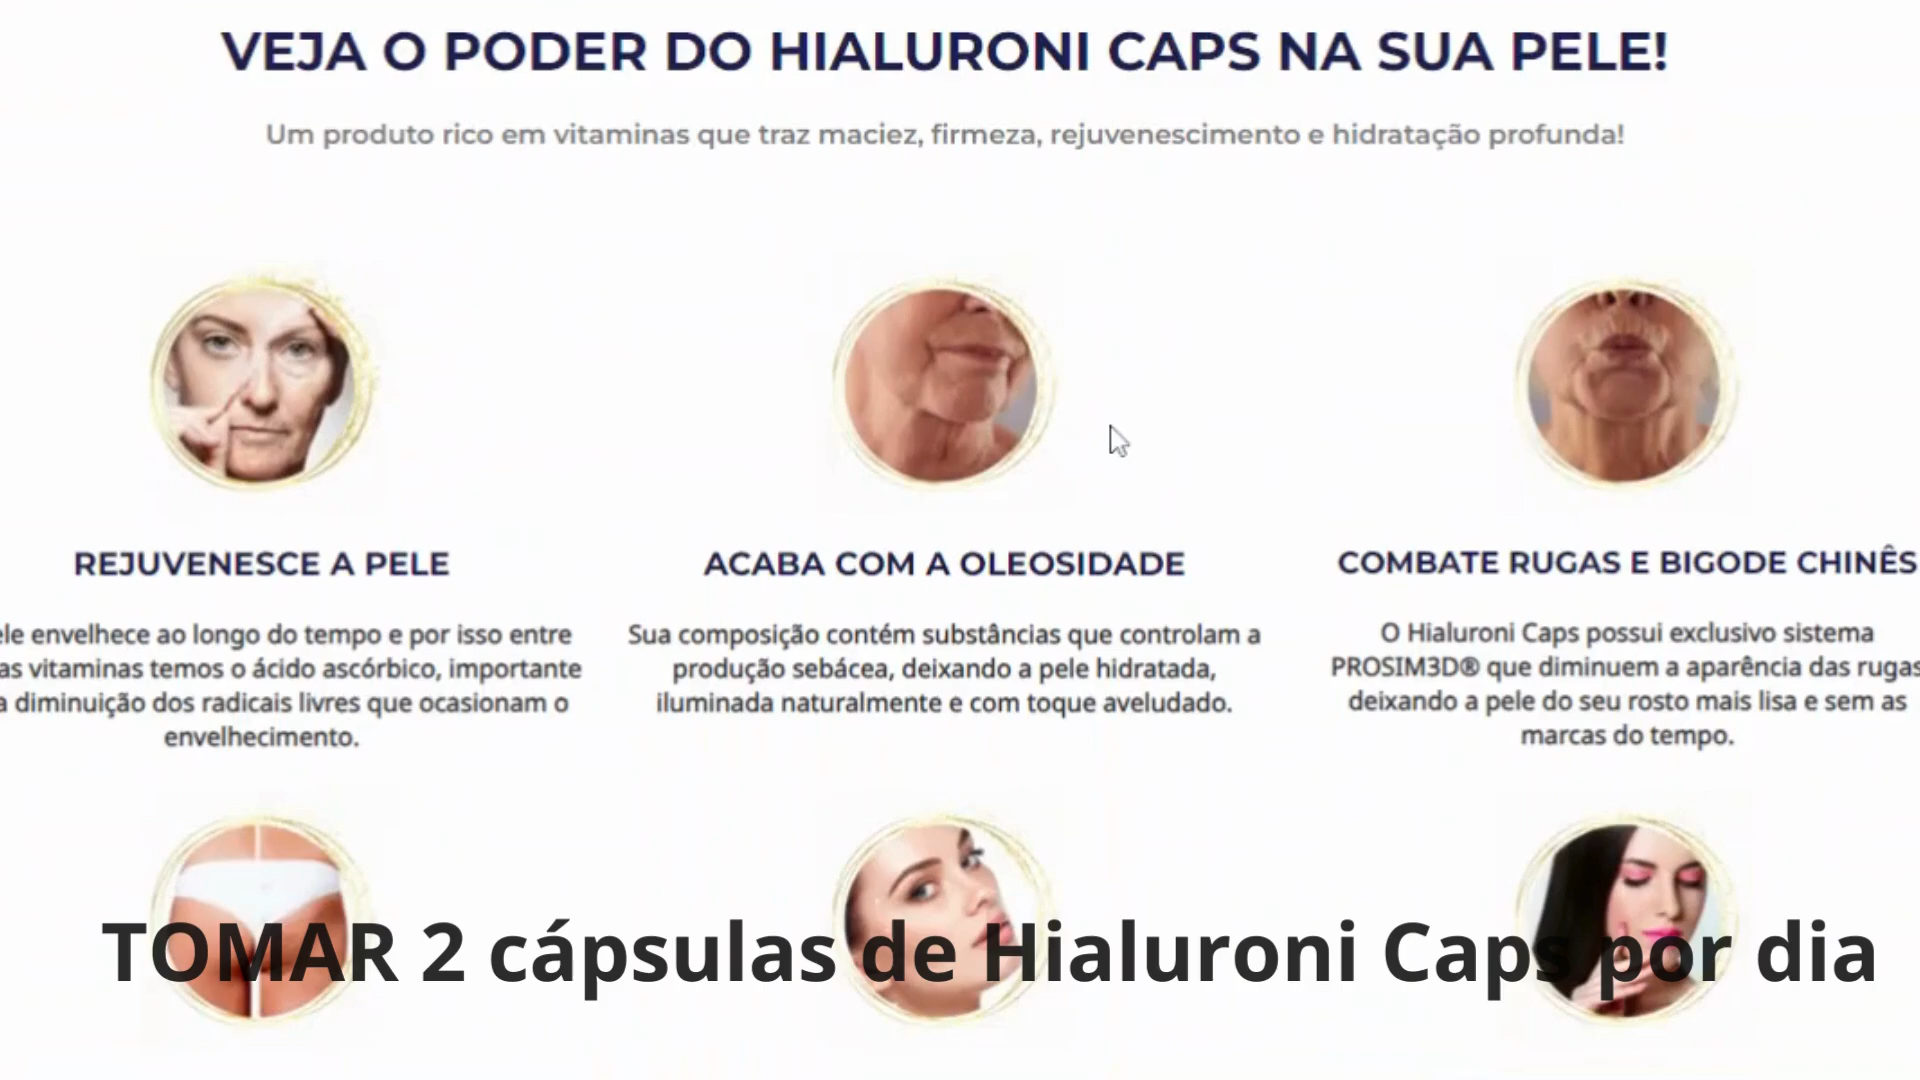 VEJA O PODER DO HIALURONI CAPS NA SUA PELE!
Um produto rico em vitaminas que traz maciez, firmeza, rejuvenescimento e hidratação profunda!
REJUVENESCE A PELE
envelhece ao longo do tempo e por isso entre
vitaminas temos o ácido ascórbico, importante
diminuição dos radicais livres que ocasionam o
envelhecimento.
ACABA COM A OLEOSIDADE
Sua composição contém substâncias que controlam a
produção sebácea, deixando a pele hidratada,
iluminada naturalmente e com toque aveludado.
COMBATE RUGAS E BIGODE CHINÊS
O Hialuroni Caps possui exclusivo sistema
PROSIM3D® que diminuem a aparência das rugas
deixando a pele do seu rosto mais lisa e sem as
marcas do tempo.
TOMAR 2 cápsulas de Hialuroni Caps por dia